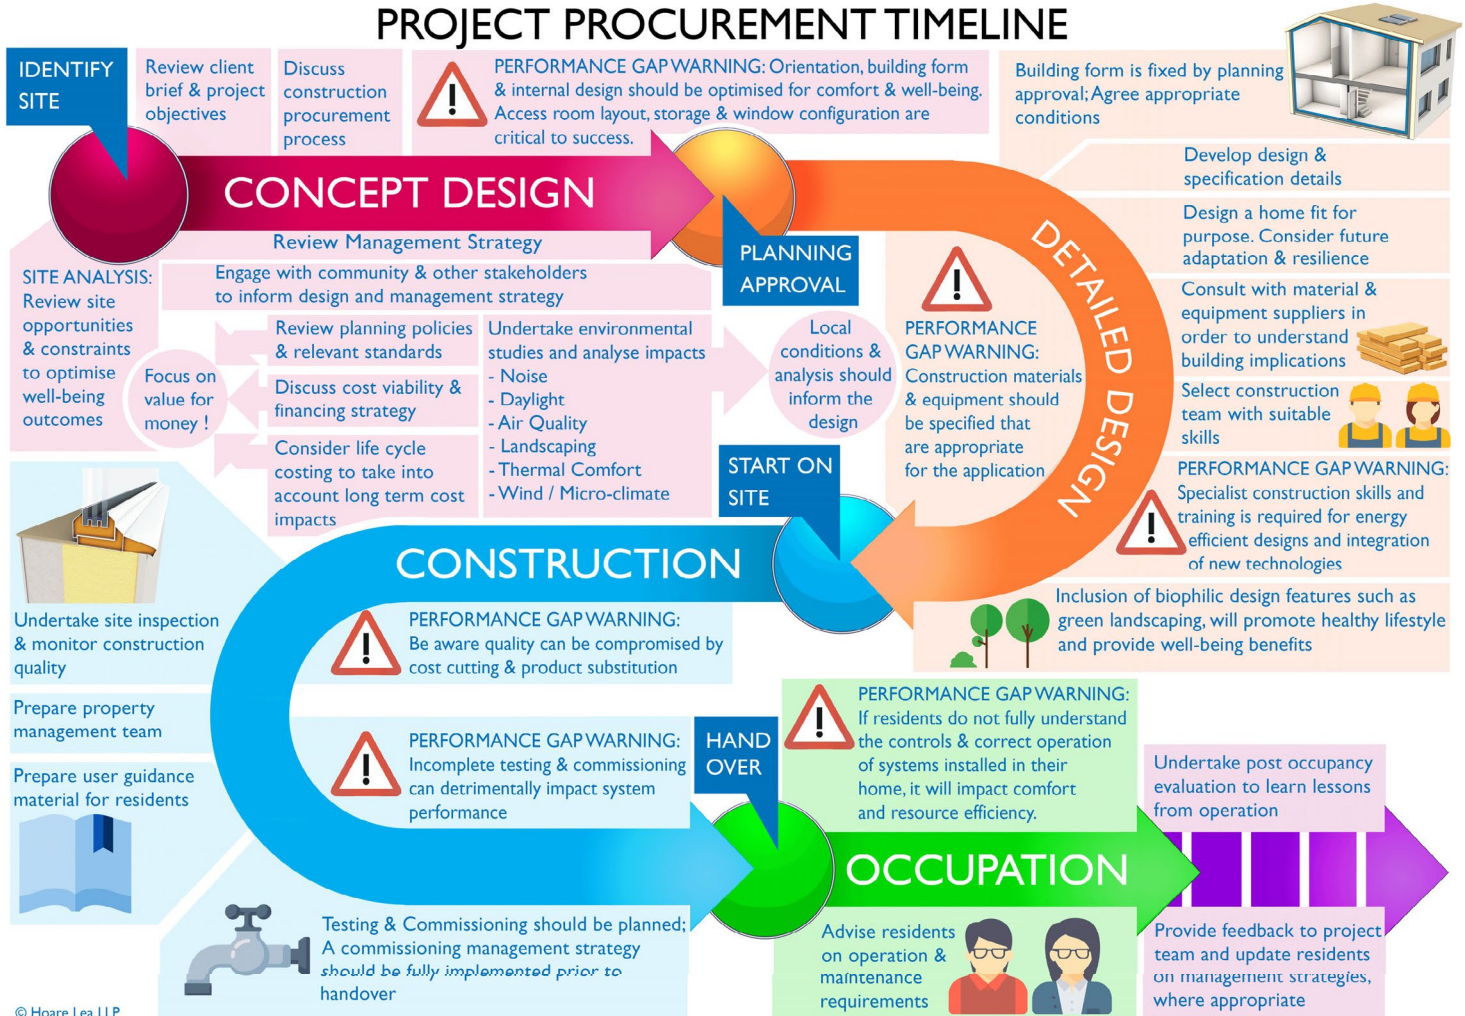 PROJECT PROCUREMENT TIMELINE
IDENTIFY
SITE
Review client
brief & project
objectives
Discuss
construction
procurement
process
PERFORMANCE GAP WARNING: Orientation, building form
& internal design should be optimised for comfort & well-being.
Access room layout, storage & window configuration are
critical to success.
Building form is fixed by planning
approval; Agree appropriate
conditions
CONCEPT DESIGN
Review Management Strategy
Engage with community & other stakeholders
to inform design and management strategy
SITE ANALYSIS:
Review site
opportunities
& constraints
to optimise
well-being
outcomes
Focus on
value for
money !
Review planning policies
& relevant standards
Discuss cost viability &
financing strategy
Consider life cycle
costing to take into
account long term cost
impacts
Undertake environmental
studies and analyse impacts
- Noise
- Daylight
- Air Quality
- Landscaping
- Thermal Comfort
- Wind / Micro-climate
Local
conditions &
analysis should
inform the
design
PLANNING
APPROVAL
DETAILED DESIGN
PERFORMANCE
GAP WARNING:
Construction materials
& equipment should
be specified that
are appropriate
for the application
Develop design &
specification details
Design a home fit for
purpose. Consider future
adaptation & resilience
Consult with material &
equipment suppliers in
order to understand
building implications
Select construction
team with suitable
skills
PERFORMANCE GAP WARNING:
Specialist construction skills and
training is required for energy
efficient designs and integration
of new technologies
Inclusion of biophilic design features such as
green landscaping, will promote healthy lifestyle
and provide well-being benefits
START ON
SITE
CONSTRUCTION
Undertake site inspection
& monitor construction
quality
Prepare property
management team
Prepare user guidance
material for residents
PERFORMANCE GAP WARNING:
Be aware quality can be compromised by
cost cutting & product substitution
PERFORMANCE GAP WARNING:
Incomplete testing & commissioning
can detrimentally impact system
performance
Testing & Commissioning should be planned;
A commissioning management strategy
should be fully implemented prior to
handover
HAND
OVER
PERFORMANCE GAP WARNING:
If residents do not fully understand
the controls & correct operation
of systems installed in their
home, it will impact comfort
and resource efficiency.
OCCUPATION
Advise residents
on operation &
maintenance
requirements
Undertake post occupancy
evaluation to learn lessons
from operation
Provide feedback to project
team and update residents
on management strategies,
where appropriate
© Hoare Lea LLP